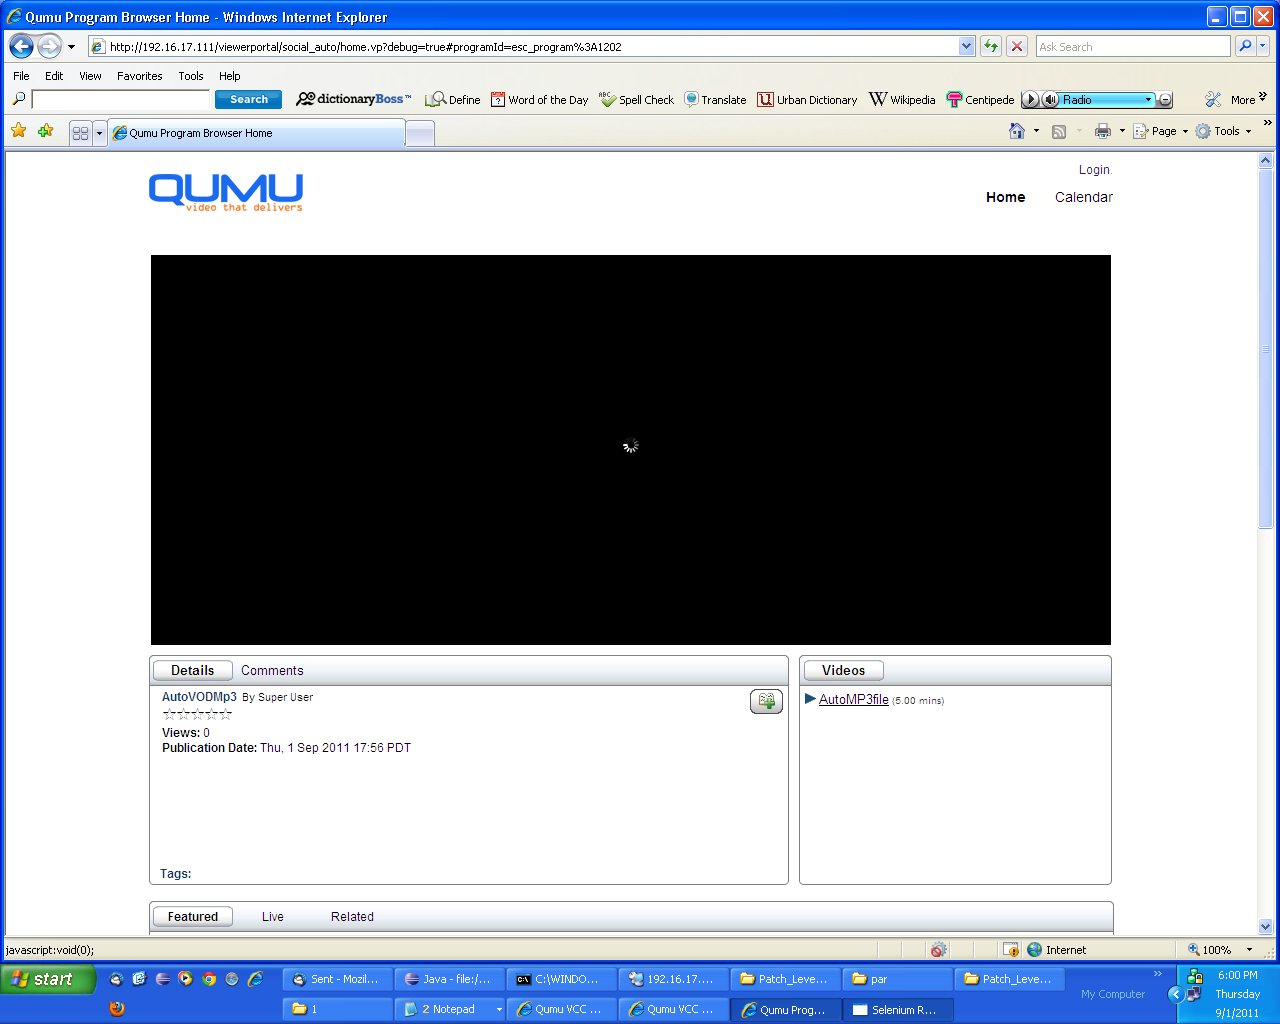 Qumu Program Browser Home - Windows Internet Explorer
http://192.16.17.111/viewerportal/social_auto/home.vp?debug=true#programId=esc_program%3A1202
Ask Search
File Edit View Favorites Tools Help
Search dictionaryBoss™ Define Word of the Day Spell Check Translate Urban Dictionary Wikipedia Centipede Radio More »
Qumu Program Browser Home Page Tools »
Login
QUMU
video that delivers
Home Calendar
Details Comments
Videos
AutoVODMp3 By Super User
AutoMP3file (5.00 mins)
Views: 0
Publication Date: Thu, 1 Sep 2011 17:56 PDT
Tags:
Featured Live Related
javascript:void(0); Internet 100%
start Sent - Mozil... Java - file:/... C:\WINDO... 192.16.17.... Patch_Leve... par Patch_Leve... » 6:00 PM
My Computer Thursday
1 2 Notepad Qumu VCC ... Qumu VCC ... Qumu Prog... Selenium R... 9/1/2011